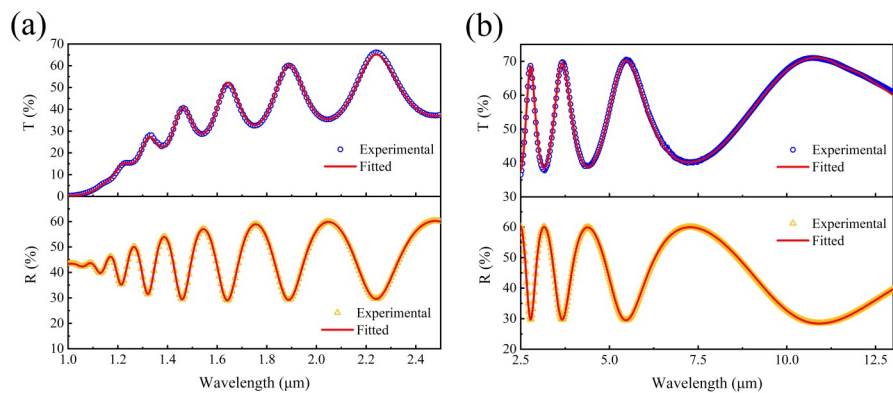 (a)
70
60
50
40
30
20
10
0
T (%)
Experimental
Fitted
60
50
40
30
20
10
R (%)
Experimental
Fitted
1.0 1.2 1.4 1.6 1.8 2.0 2.2 2.4
Wavelength (μm)
(b)
70
60
50
40
30
T (%)
Experimental
Fitted
60
50
40
30
20
R (%)
Experimental
Fitted
2.5 5.0 7.5 10.0 12.5
Wavelength (μm)